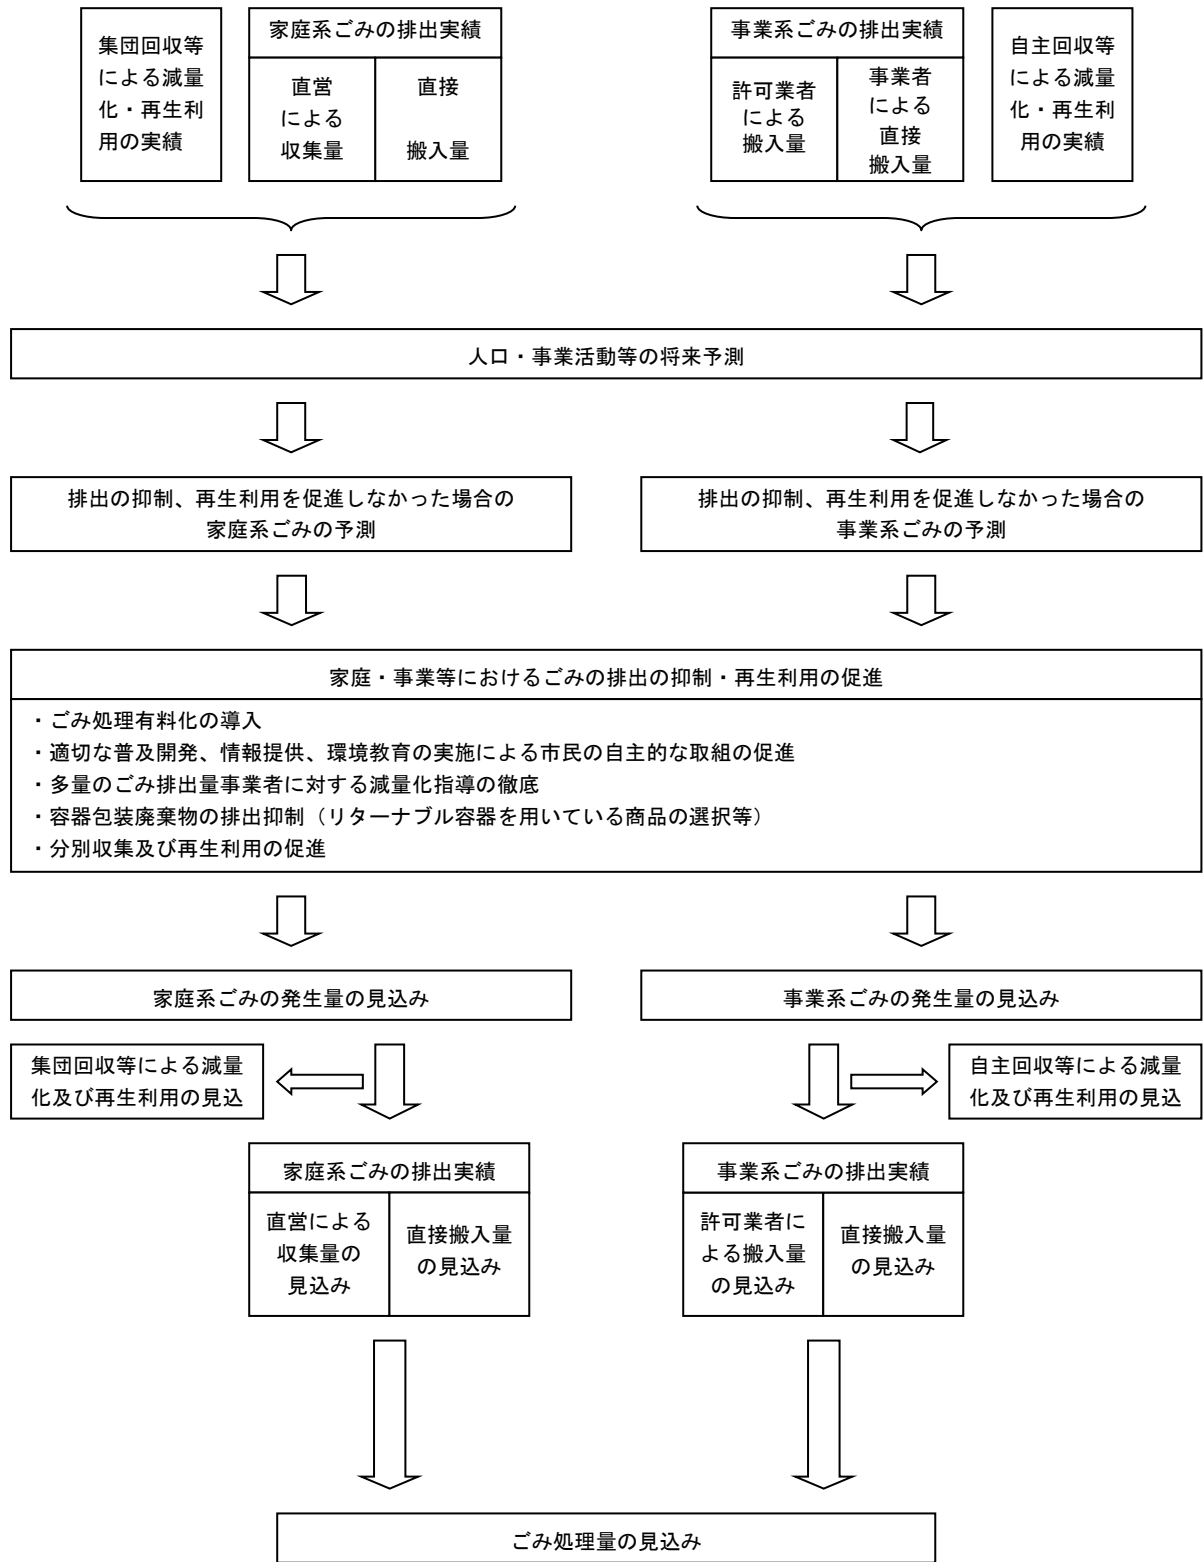 集団回収等
による減量
化・再生利
用の実績
家庭系ごみの排出実績
直営
による
収集量
直接
搬入量
事業系ごみの排出実績
許可業者
による
搬入量
事業者
による
直接
搬入量
自主回収等
による減量
化・再生利
用の実績
人口・事業活動等の将来予測
排出の抑制、再生利用を促進しなかった場合の
家庭系ごみの予測
排出の抑制、再生利用を促進しなかった場合の
事業系ごみの予測
家庭・事業等におけるごみの排出の抑制・再生利用の促進
・ごみ処理有料化の導入
・適切な普及開発、情報提供、環境教育の実施による市民の自主的な取組の促進
・多量のごみ排出量事業者に対する減量化指導の徹底
・容器包装廃棄物の排出抑制（リターナブル容器を用いている商品の選択等）
・分別収集及び再生利用の促進
家庭系ごみの発生量の見込み
事業系ごみの発生量の見込み
集団回収等による減量
化及び再生利用の見込
自主回収等による減量
化及び再生利用の見込
家庭系ごみの排出実績
直営による
収集量の
見込み
直接搬入量
の見込み
事業系ごみの排出実績
許可業者に
よる搬入量
の見込み
直接搬入量
の見込み
ごみ処理量の見込み